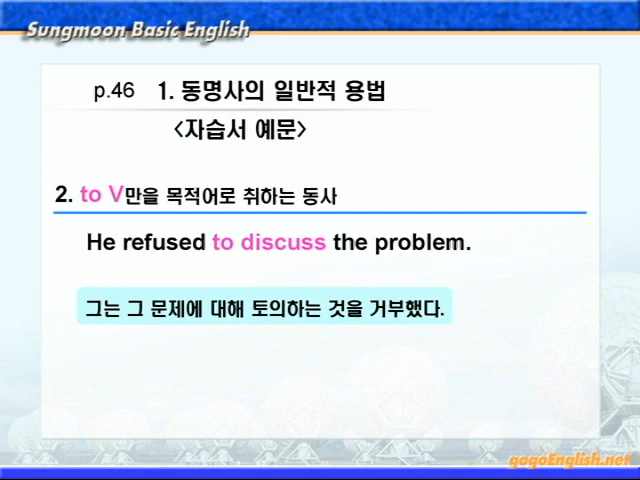 Sungmoon Basic English
p.46 1. 동명사의 일반적 용법
<자습서 예문>
2. to V만을 목적어로 취하는 동사
He refused to discuss the problem.
그는 그 문제에 대해 토의하는 것을 거부했다.
gogoEnglish.net